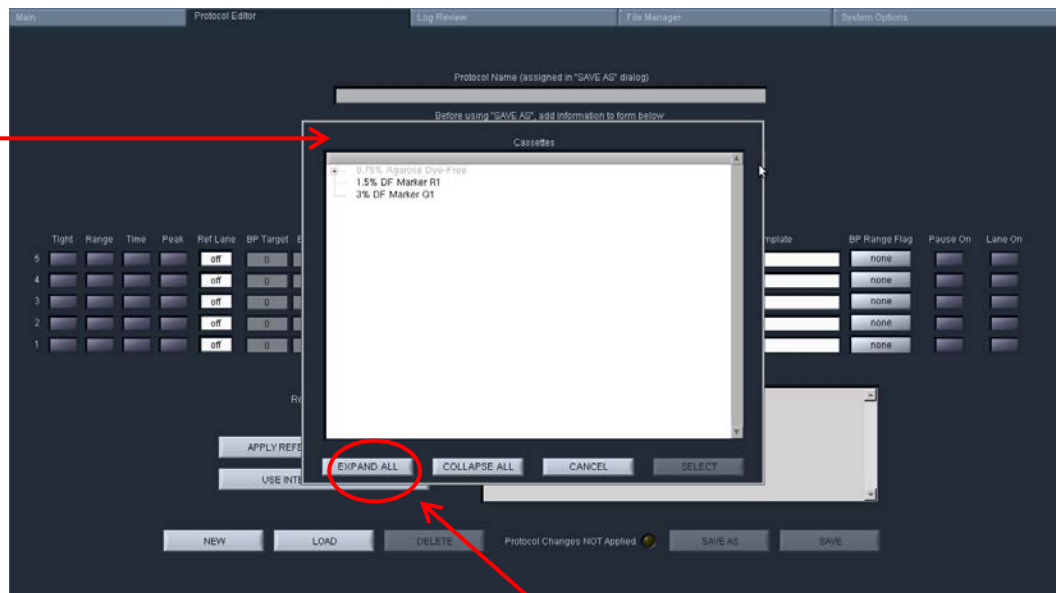 Main Protocol Editor Log Review File Manager System Options
Protocol Name (assigned in "SAVE AS" dialog)
Before using "SAVE AS", add information to form below
Cassettes
0.75% Agarose Dye-Free
1.5% DF Marker R1
3% DF Marker Q1
Tight Range Time Peak Ref Lane BP Target BP Range Flag Pause On Lane On
5 off 0 none
4 off 0 none
3 off 0 none
2 off 0 none
1 off 0 none
APPLY REFE
EXPAND ALL COLLAPSE ALL CANCEL SELECT
USE INTE
NEW LOAD DELETE Protocol Changes NOT Applied SAVE AS SAVE